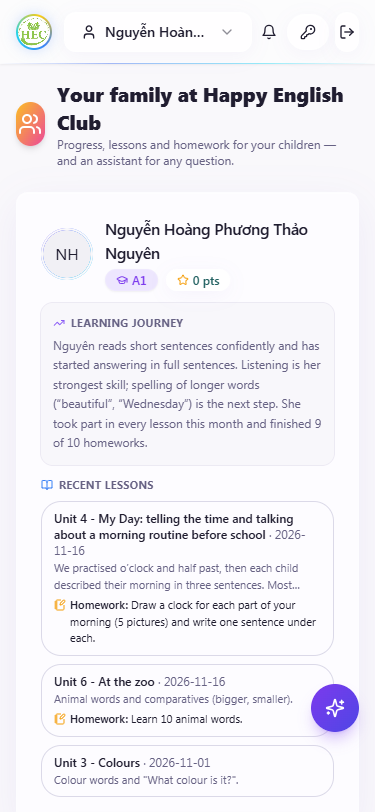 HEC
Nguyễn Hoàn...
Your family at Happy English
Club
Progress, lessons and homework for your children —
and an assistant for any question.
NH
Nguyễn Hoàng Phương Thảo
Nguyên
A1
0 pts
LEARNING JOURNEY
Nguyên reads short sentences confidently and has
started answering in full sentences. Listening is her
strongest skill; spelling of longer words
(“beautiful”, “Wednesday”) is the next step. She
took part in every lesson this month and finished 9
of 10 homeworks.
RECENT LESSONS
Unit 4 - My Day: telling the time and talking
about a morning routine before school · 2026-
11-16
We practised o'clock and half past, then each child
described their morning in three sentences. Most...
Homework: Draw a clock for each part of your
morning (5 pictures) and write one sentence under
each.
Unit 6 - At the zoo · 2026-11-16
Animal words and comparatives (bigger, smaller).
Homework: Learn 10 animal words.
Unit 3 - Colours · 2026-11-01
Colour words and "What colour is it?".